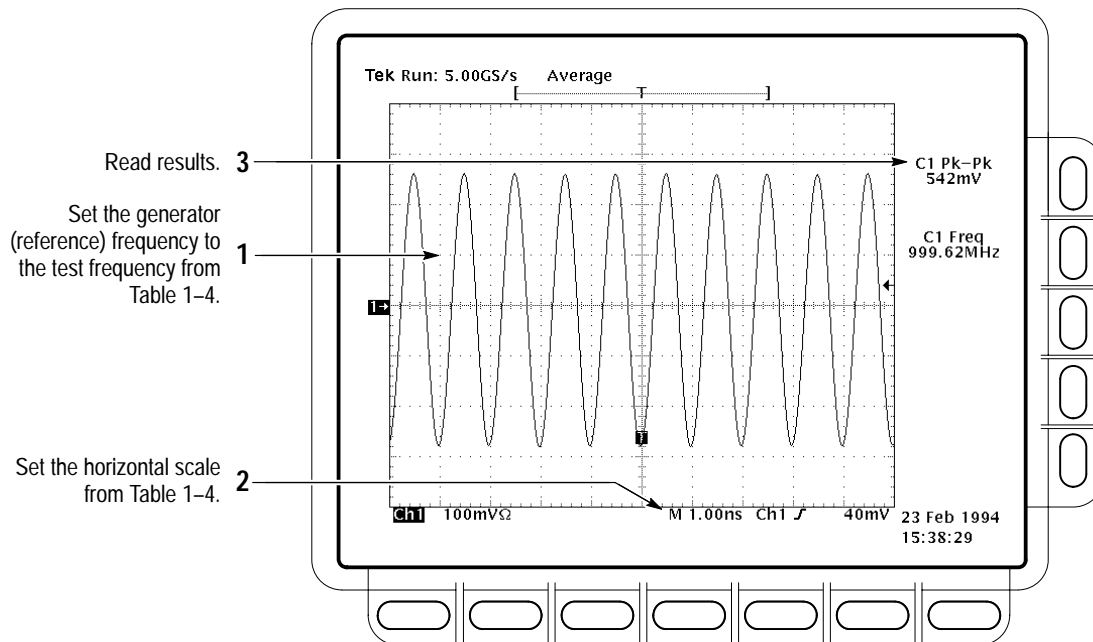 Tek Run: 5.00GS/s Average
[ T ]
Read results. 3
C1 Pk–Pk
542mV
Set the generator
(reference) frequency to
the test frequency from
Table 1–4.
1
C1 Freq
999.62MHz
1→
T
Set the horizontal scale
from Table 1–4.
2
Ch1 100mVΩ M 1.00ns Ch1 ƒ 40mV
23 Feb 1994
15:38:29